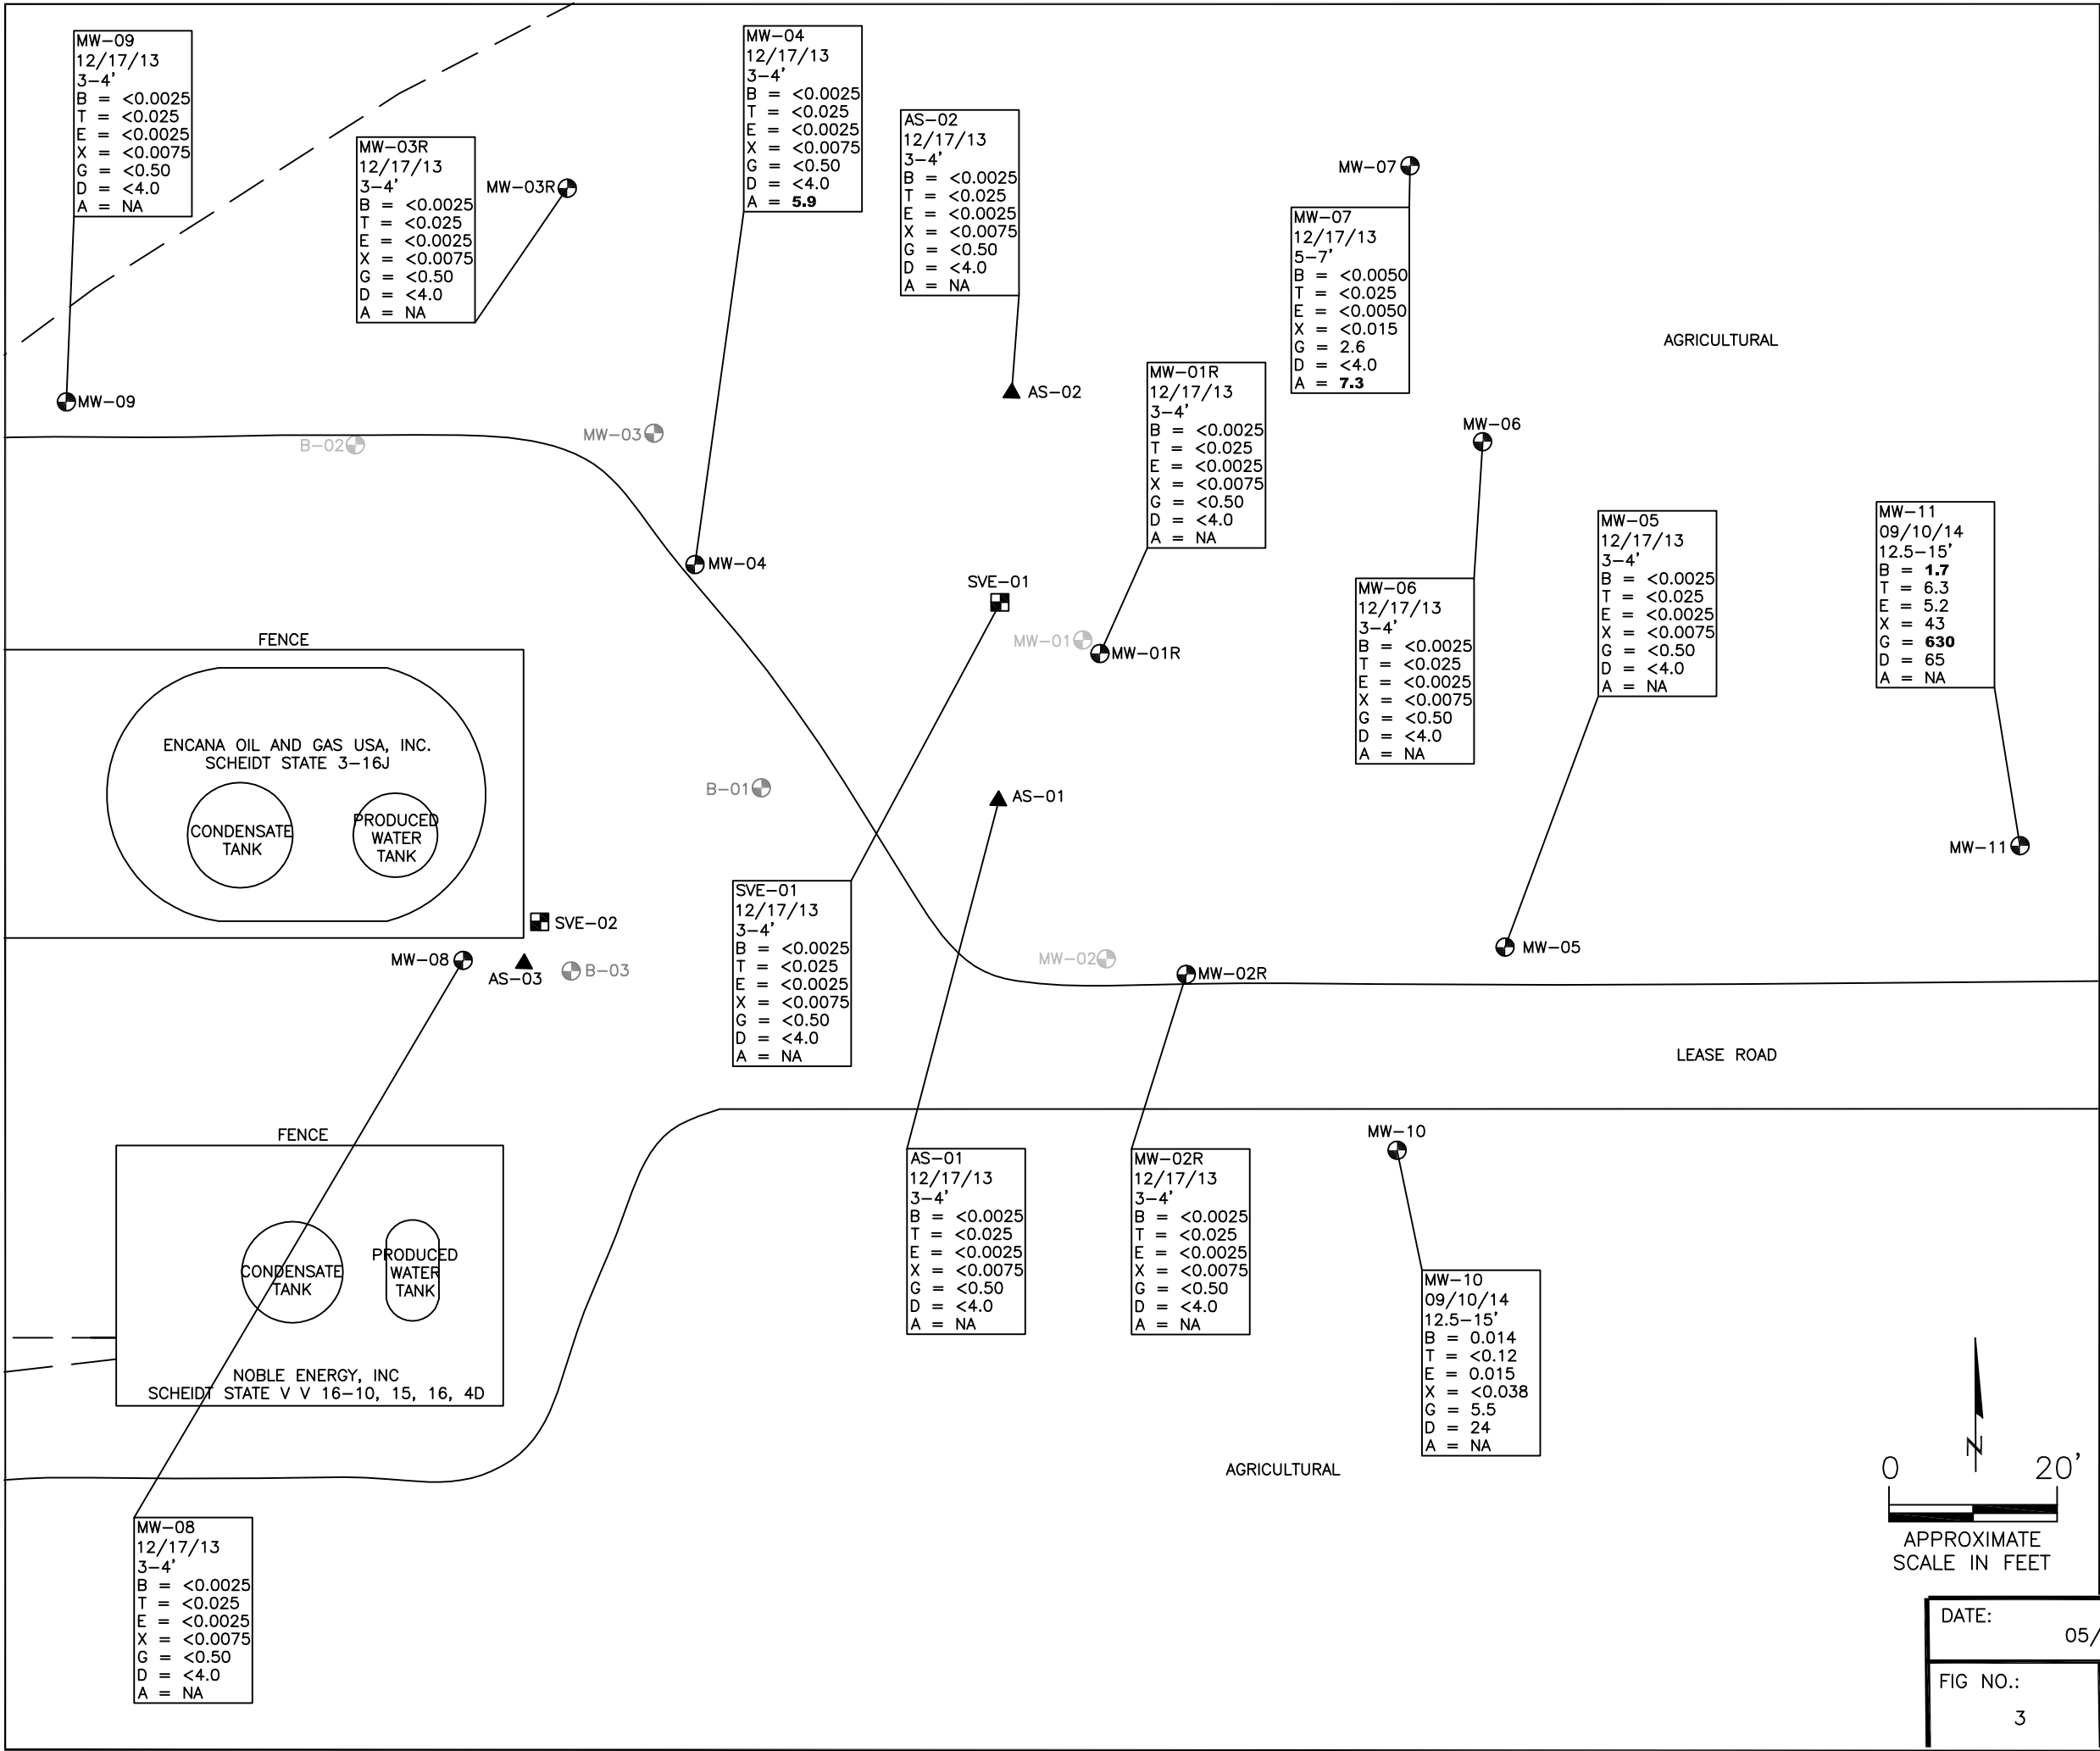 MW-09
12/17/13
3-4'
B = <0.0025
T = <0.025
E = <0.0025
X = <0.0075
G = <0.50
D = <4.0
A = NA
MW-03R
12/17/13
3-4'
B = <0.0025
T = <0.025
E = <0.0025
X = <0.0075
G = <0.50
D = <4.0
A = NA
MW-03R
MW-04
12/17/13
3-4'
B = <0.0025
T = <0.025
E = <0.0025
X = <0.0075
G = <0.50
D = <4.0
A = 5.9
AS-02
12/17/13
3-4'
B = <0.0025
T = <0.025
E = <0.0025
X = <0.0075
G = <0.50
D = <4.0
A = NA
MW-07
MW-07
12/17/13
5-7'
B = <0.0050
T = <0.025
E = <0.0050
X = <0.015
G = 2.6
D = <4.0
A = 7.3
AGRICULTURAL
MW-09
AS-02
MW-01R
12/17/13
3-4'
B = <0.0025
T = <0.025
E = <0.0025
X = <0.0075
G = <0.50
D = <4.0
A = NA
MW-06
B-02
MW-03
MW-04
MW-05
12/17/13
3-4'
B = <0.0025
T = <0.025
E = <0.0025
X = <0.0075
G = <0.50
D = <4.0
A = NA
MW-11
09/10/14
12.5-15'
B = 1.7
T = 6.3
E = 5.2
X = 43
G = 630
D = 65
A = NA
SVE-01
MW-06
12/17/13
3-4'
B = <0.0025
T = <0.025
E = <0.0025
X = <0.0075
G = <0.50
D = <4.0
A = NA
MW-01
MW-01R
FENCE
ENCANA OIL AND GAS USA, INC.
SCHEIDT STATE 3-16J
CONDENSATE
TANK
PRODUCED
WATER
TANK
B-01
AS-01
MW-11
SVE-01
12/17/13
3-4'
B = <0.0025
T = <0.025
E = <0.0025
X = <0.0075
G = <0.50
D = <4.0
A = NA
SVE-02
MW-08
AS-03
B-03
MW-02
MW-02R
MW-05
LEASE ROAD
FENCE
CONDENSATE
TANK
PRODUCED
WATER
TANK
NOBLE ENERGY, INC
SCHEIDT STATE V V 16-10, 15, 16, 4D
AS-01
12/17/13
3-4'
B = <0.0025
T = <0.025
E = <0.0025
X = <0.0075
G = <0.50
D = <4.0
A = NA
MW-02R
12/17/13
3-4'
B = <0.0025
T = <0.025
E = <0.0025
X = <0.0075
G = <0.50
D = <4.0
A = NA
MW-10
MW-10
09/10/14
12.5-15'
B = 0.014
T = <0.12
E = 0.015
X = <0.038
G = 5.5
D = 24
A = NA
AGRICULTURAL
MW-08
12/17/13
3-4'
B = <0.0025
T = <0.025
E = <0.0025
X = <0.0075
G = <0.50
D = <4.0
A = NA
N
0 20'
APPROXIMATE
SCALE IN FEET
DATE:
05/
FIG NO.:
3